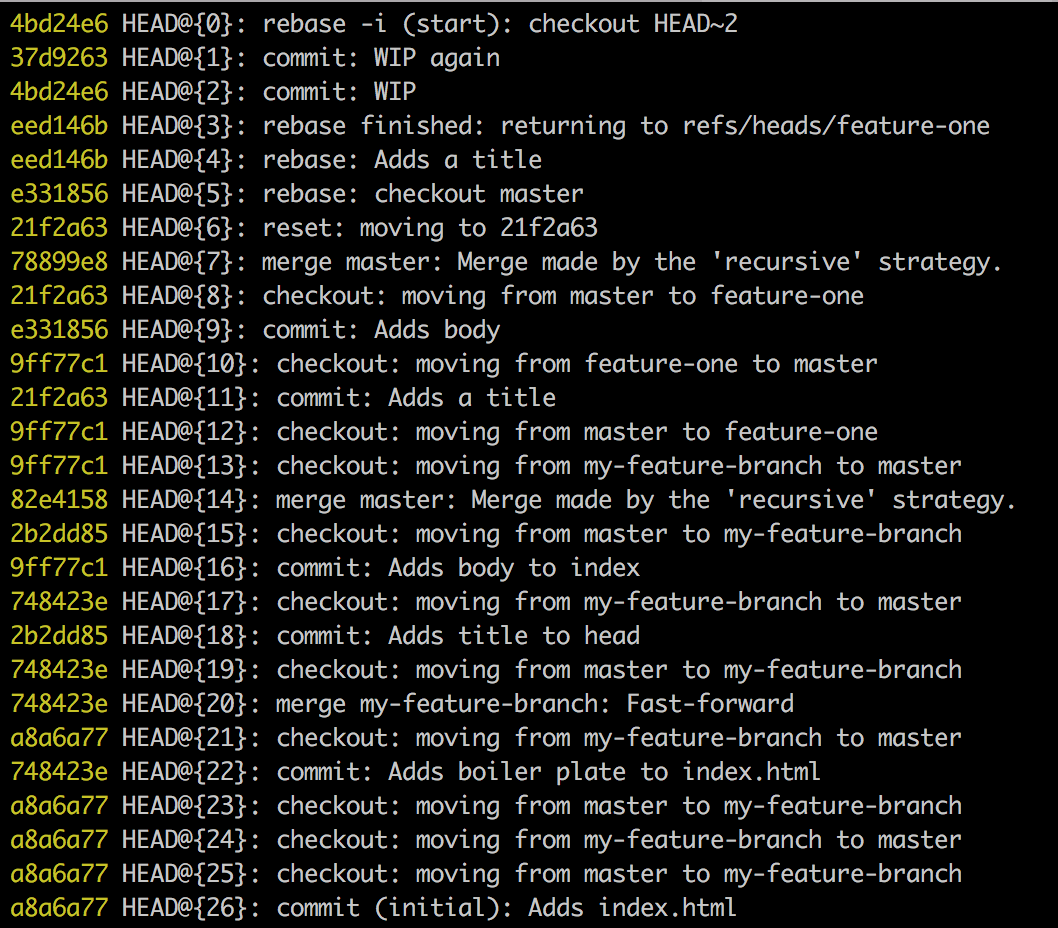 4bd24e6 HEAD@{0}: rebase -i (start): checkout HEAD~2
37d9263 HEAD@{1}: commit: WIP again
4bd24e6 HEAD@{2}: commit: WIP
eed146b HEAD@{3}: rebase finished: returning to refs/heads/feature-one
eed146b HEAD@{4}: rebase: Adds a title
e331856 HEAD@{5}: rebase: checkout master
21f2a63 HEAD@{6}: reset: moving to 21f2a63
78899e8 HEAD@{7}: merge master: Merge made by the 'recursive' strategy.
21f2a63 HEAD@{8}: checkout: moving from master to feature-one
e331856 HEAD@{9}: commit: Adds body
9ff77c1 HEAD@{10}: checkout: moving from feature-one to master
21f2a63 HEAD@{11}: commit: Adds a title
9ff77c1 HEAD@{12}: checkout: moving from master to feature-one
9ff77c1 HEAD@{13}: checkout: moving from my-feature-branch to master
82e4158 HEAD@{14}: merge master: Merge made by the 'recursive' strategy.
2b2dd85 HEAD@{15}: checkout: moving from master to my-feature-branch
9ff77c1 HEAD@{16}: commit: Adds body to index
748423e HEAD@{17}: checkout: moving from my-feature-branch to master
2b2dd85 HEAD@{18}: commit: Adds title to head
748423e HEAD@{19}: checkout: moving from master to my-feature-branch
748423e HEAD@{20}: merge my-feature-branch: Fast-forward
a8a6a77 HEAD@{21}: checkout: moving from my-feature-branch to master
748423e HEAD@{22}: commit: Adds boiler plate to index.html
a8a6a77 HEAD@{23}: checkout: moving from master to my-feature-branch
a8a6a77 HEAD@{24}: checkout: moving from my-feature-branch to master
a8a6a77 HEAD@{25}: checkout: moving from master to my-feature-branch
a8a6a77 HEAD@{26}: commit (initial): Adds index.html